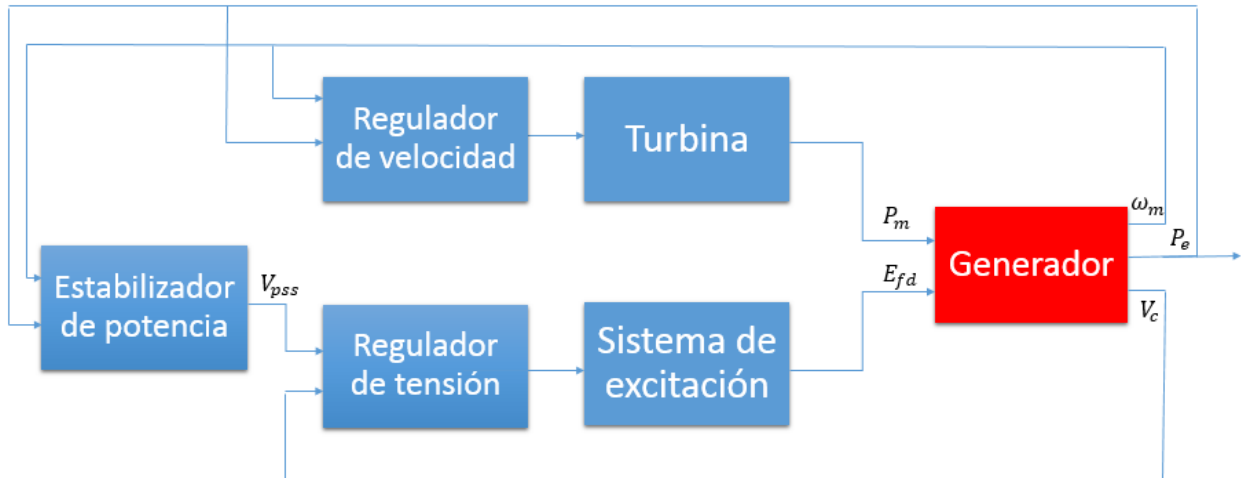 Regulador
de velocidad
Turbina
ω_m
P_m
P_e
Generador
Estabilizador
de potencia
V_pss
E_fd
V_c
Regulador
de tensión
Sistema de
excitación